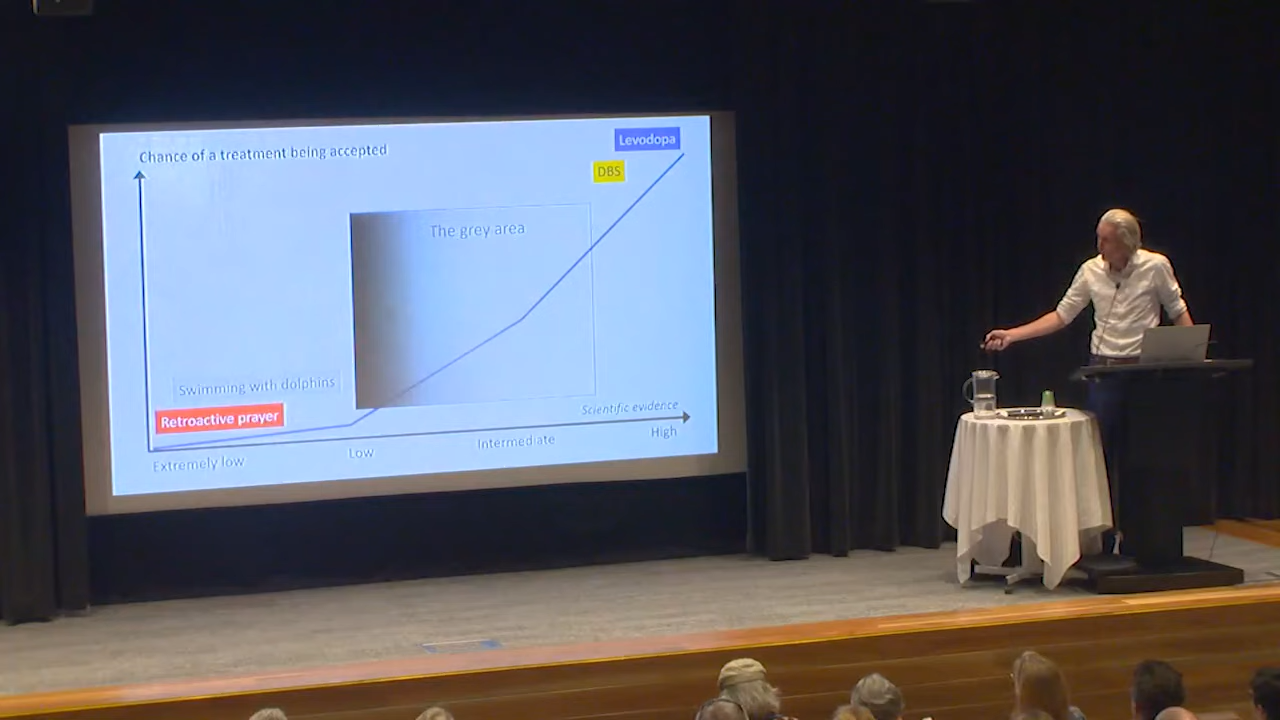 Chance of a treatment being accepted
Levodopa
DBS
The grey area
Swimming with dolphins
Retroactive prayer
Scientific evidence
Extremely low
Low
Intermediate
High